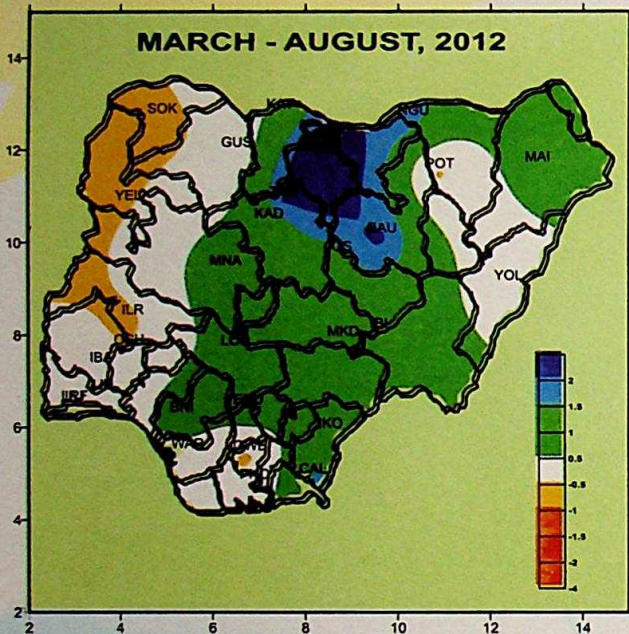 MARCH - AUGUST, 2012
14
12
10
8
6
4
2
SOK
GUS
NGU
POT
MAI
YEL
KAD
BAU
MNA
YOL
ILR
LOK
MKD
IBA
IKO
CAL
WAR
2
1.5
1
0.5
-0.5
-1
-1.5
-2
-4
2 4 6 8 10 12 14